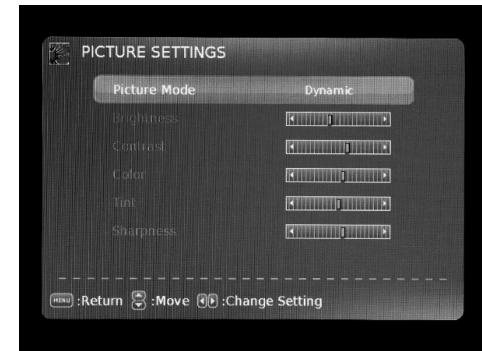 PICTURE SETTINGS
Picture Mode Dynamic
Brightness
Contrast
Color
Tint
Sharpness
MENU :Return :Move :Change Setting